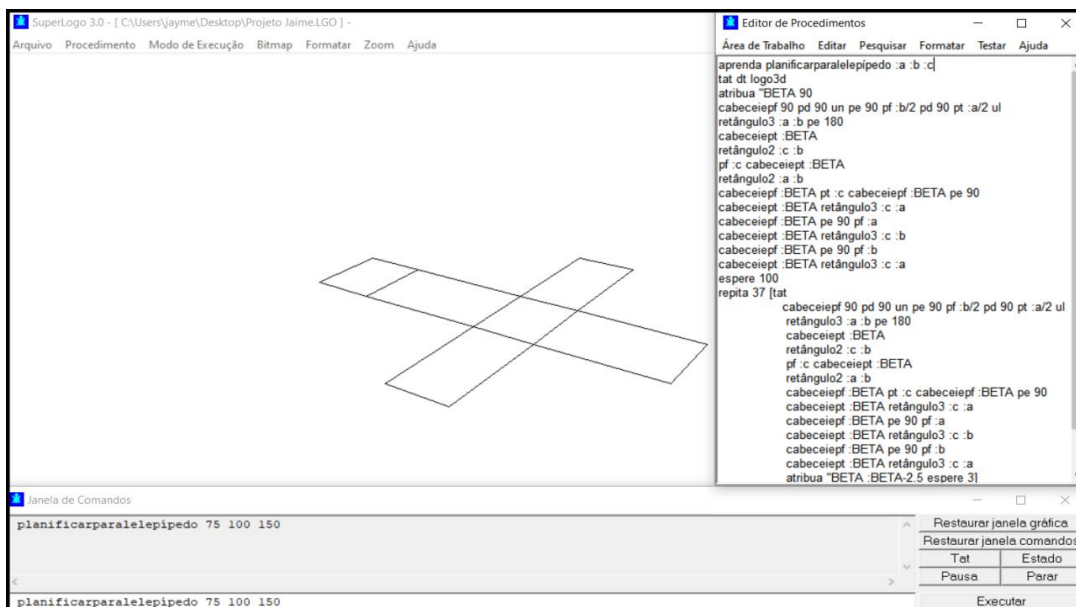 SuperLogo 3.0 - [ C:\Users\jayme\Desktop\Projeto Jaime.LGO ] -
Arquivo Procedimento Modo de Execução Bitmap Formatar Zoom Ajuda
Editor de Procedimentos
Área de Trabalho Editar Pesquisar Formatar Testar Ajuda
aprenda planificarparalelepípedo :a :b :c
tat dt logo3d
atribua "BETA 90
cabeceiepf 90 pd 90 un pe 90 pf :b/2 pd 90 pt :a/2 ul
retângulo3 :a :b pe 180
cabeceiept :BETA
retângulo2 :c :b
pf :c cabeceiept :BETA
retângulo2 :a :b
cabeceiepf :BETA pt :c cabeceiepf :BETA pe 90
cabeceiept :BETA retângulo3 :c :a
cabeceiepf :BETA pe 90 pf :a
cabeceiept :BETA retângulo3 :c :b
cabeceiepf :BETA pe 90 pf :b
cabeceiept :BETA retângulo3 :c :a
espere 100
repita 37 [tat
cabeceiepf 90 pd 90 un pe 90 pf :b/2 pd 90 pt :a/2 ul
retângulo3 :a :b pe 180
cabeceiept :BETA
retângulo2 :c :b
pf :c cabeceiept :BETA
retângulo2 :a :b
cabeceiepf :BETA pt :c cabeceiepf :BETA pe 90
cabeceiept :BETA retângulo3 :c :a
cabeceiepf :BETA pe 90 pf :a
cabeceiept :BETA retângulo3 :c :b
cabeceiepf :BETA pe 90 pf :b
cabeceiept :BETA retângulo3 :c :a
atribua "BETA :BETA-2.5 espere 3]
Janela de Comandos
planificarparalelepípedo 75 100 150
Restaurar janela gráfica
Restaurar janela comandos
Tat Estado
Pausa Parar
planificarparalelepípedo 75 100 150
Executar